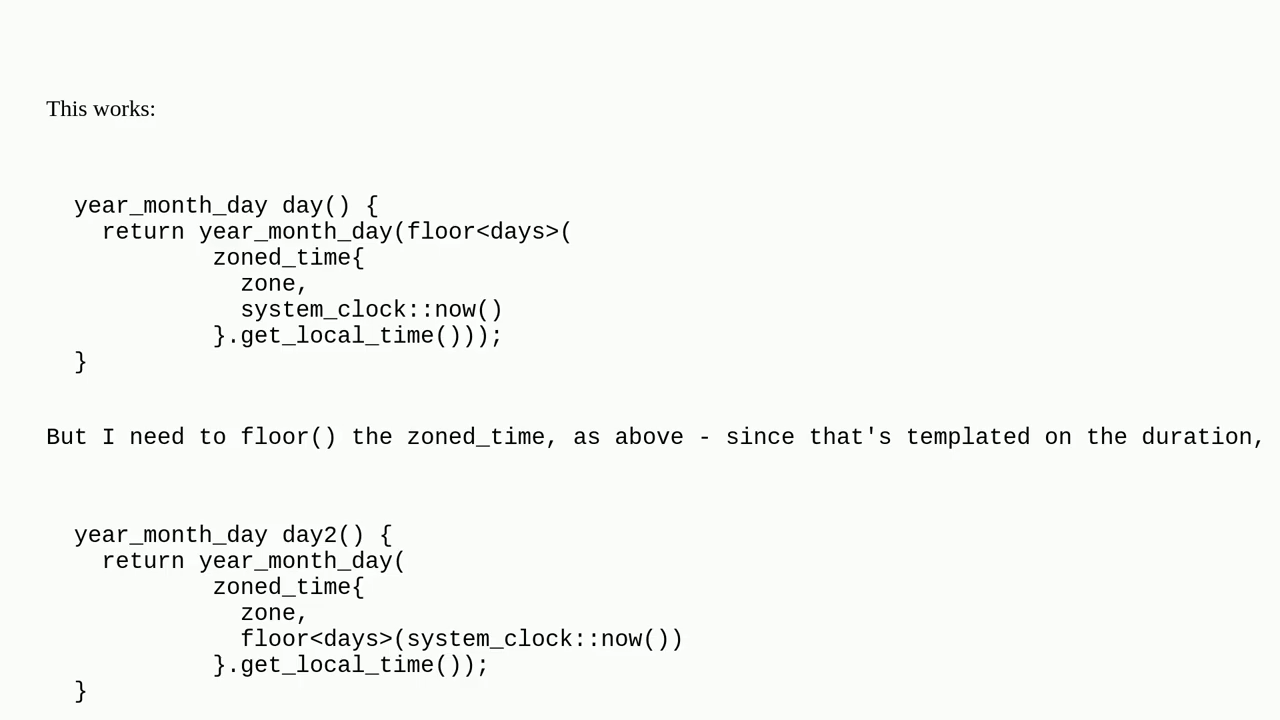 This works:
year_month_day day() {
return year_month_day(floor<days>(
zoned_time{
zone,
system_clock::now()
}.get_local_time()));
}
But I need to floor() the zoned_time, as above - since that's templated on the duration,
year_month_day day2() {
return year_month_day(
zoned_time{
zone,
floor<days>(system_clock::now())
}.get_local_time());
}